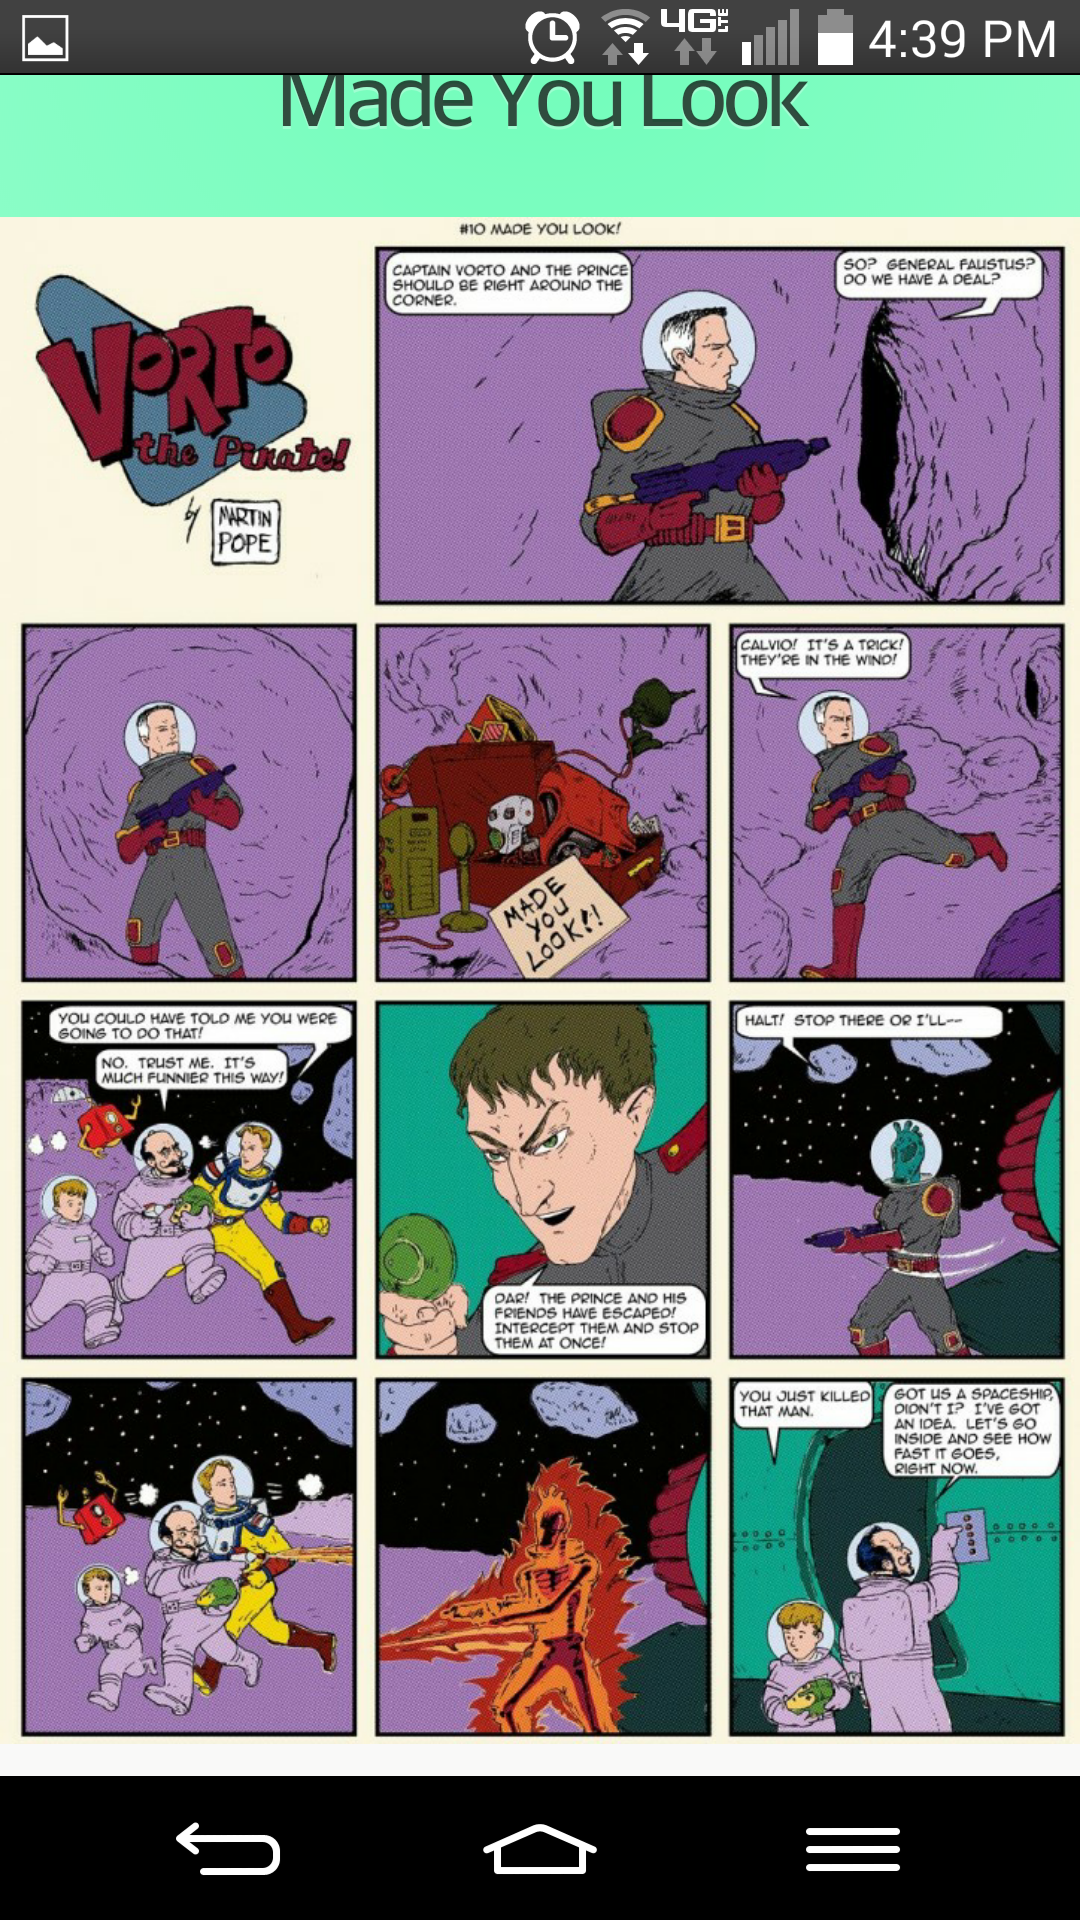 4G LTE 4:39 PM
Made You Look
#10 MADE YOU LOOK!
VORTO
the Pirate!
by
MARTIN
POPE
CAPTAIN VORTO AND THE PRINCE
SHOULD BE RIGHT AROUND THE
CORNER.
SO? GENERAL FAUSTUS?
DO WE HAVE A DEAL?
MADE
YOU
LOOK!!
CALVIO! IT'S A TRICK!
THEY'RE IN THE WIND!
YOU COULD HAVE TOLD ME YOU WERE
GOING TO DO THAT!
NO. TRUST ME. IT'S
MUCH FUNNIER THIS WAY!
DAR! THE PRINCE AND HIS
FRIENDS HAVE ESCAPED!
INTERCEPT THEM AND STOP
THEM AT ONCE!
HALT! STOP THERE OR I'LL--
YOU JUST KILLED
THAT MAN.
GOT US A SPACESHIP,
DIDN'T I? I'VE GOT
AN IDEA. LET'S GO
INSIDE AND SEE HOW
FAST IT GOES,
RIGHT NOW.